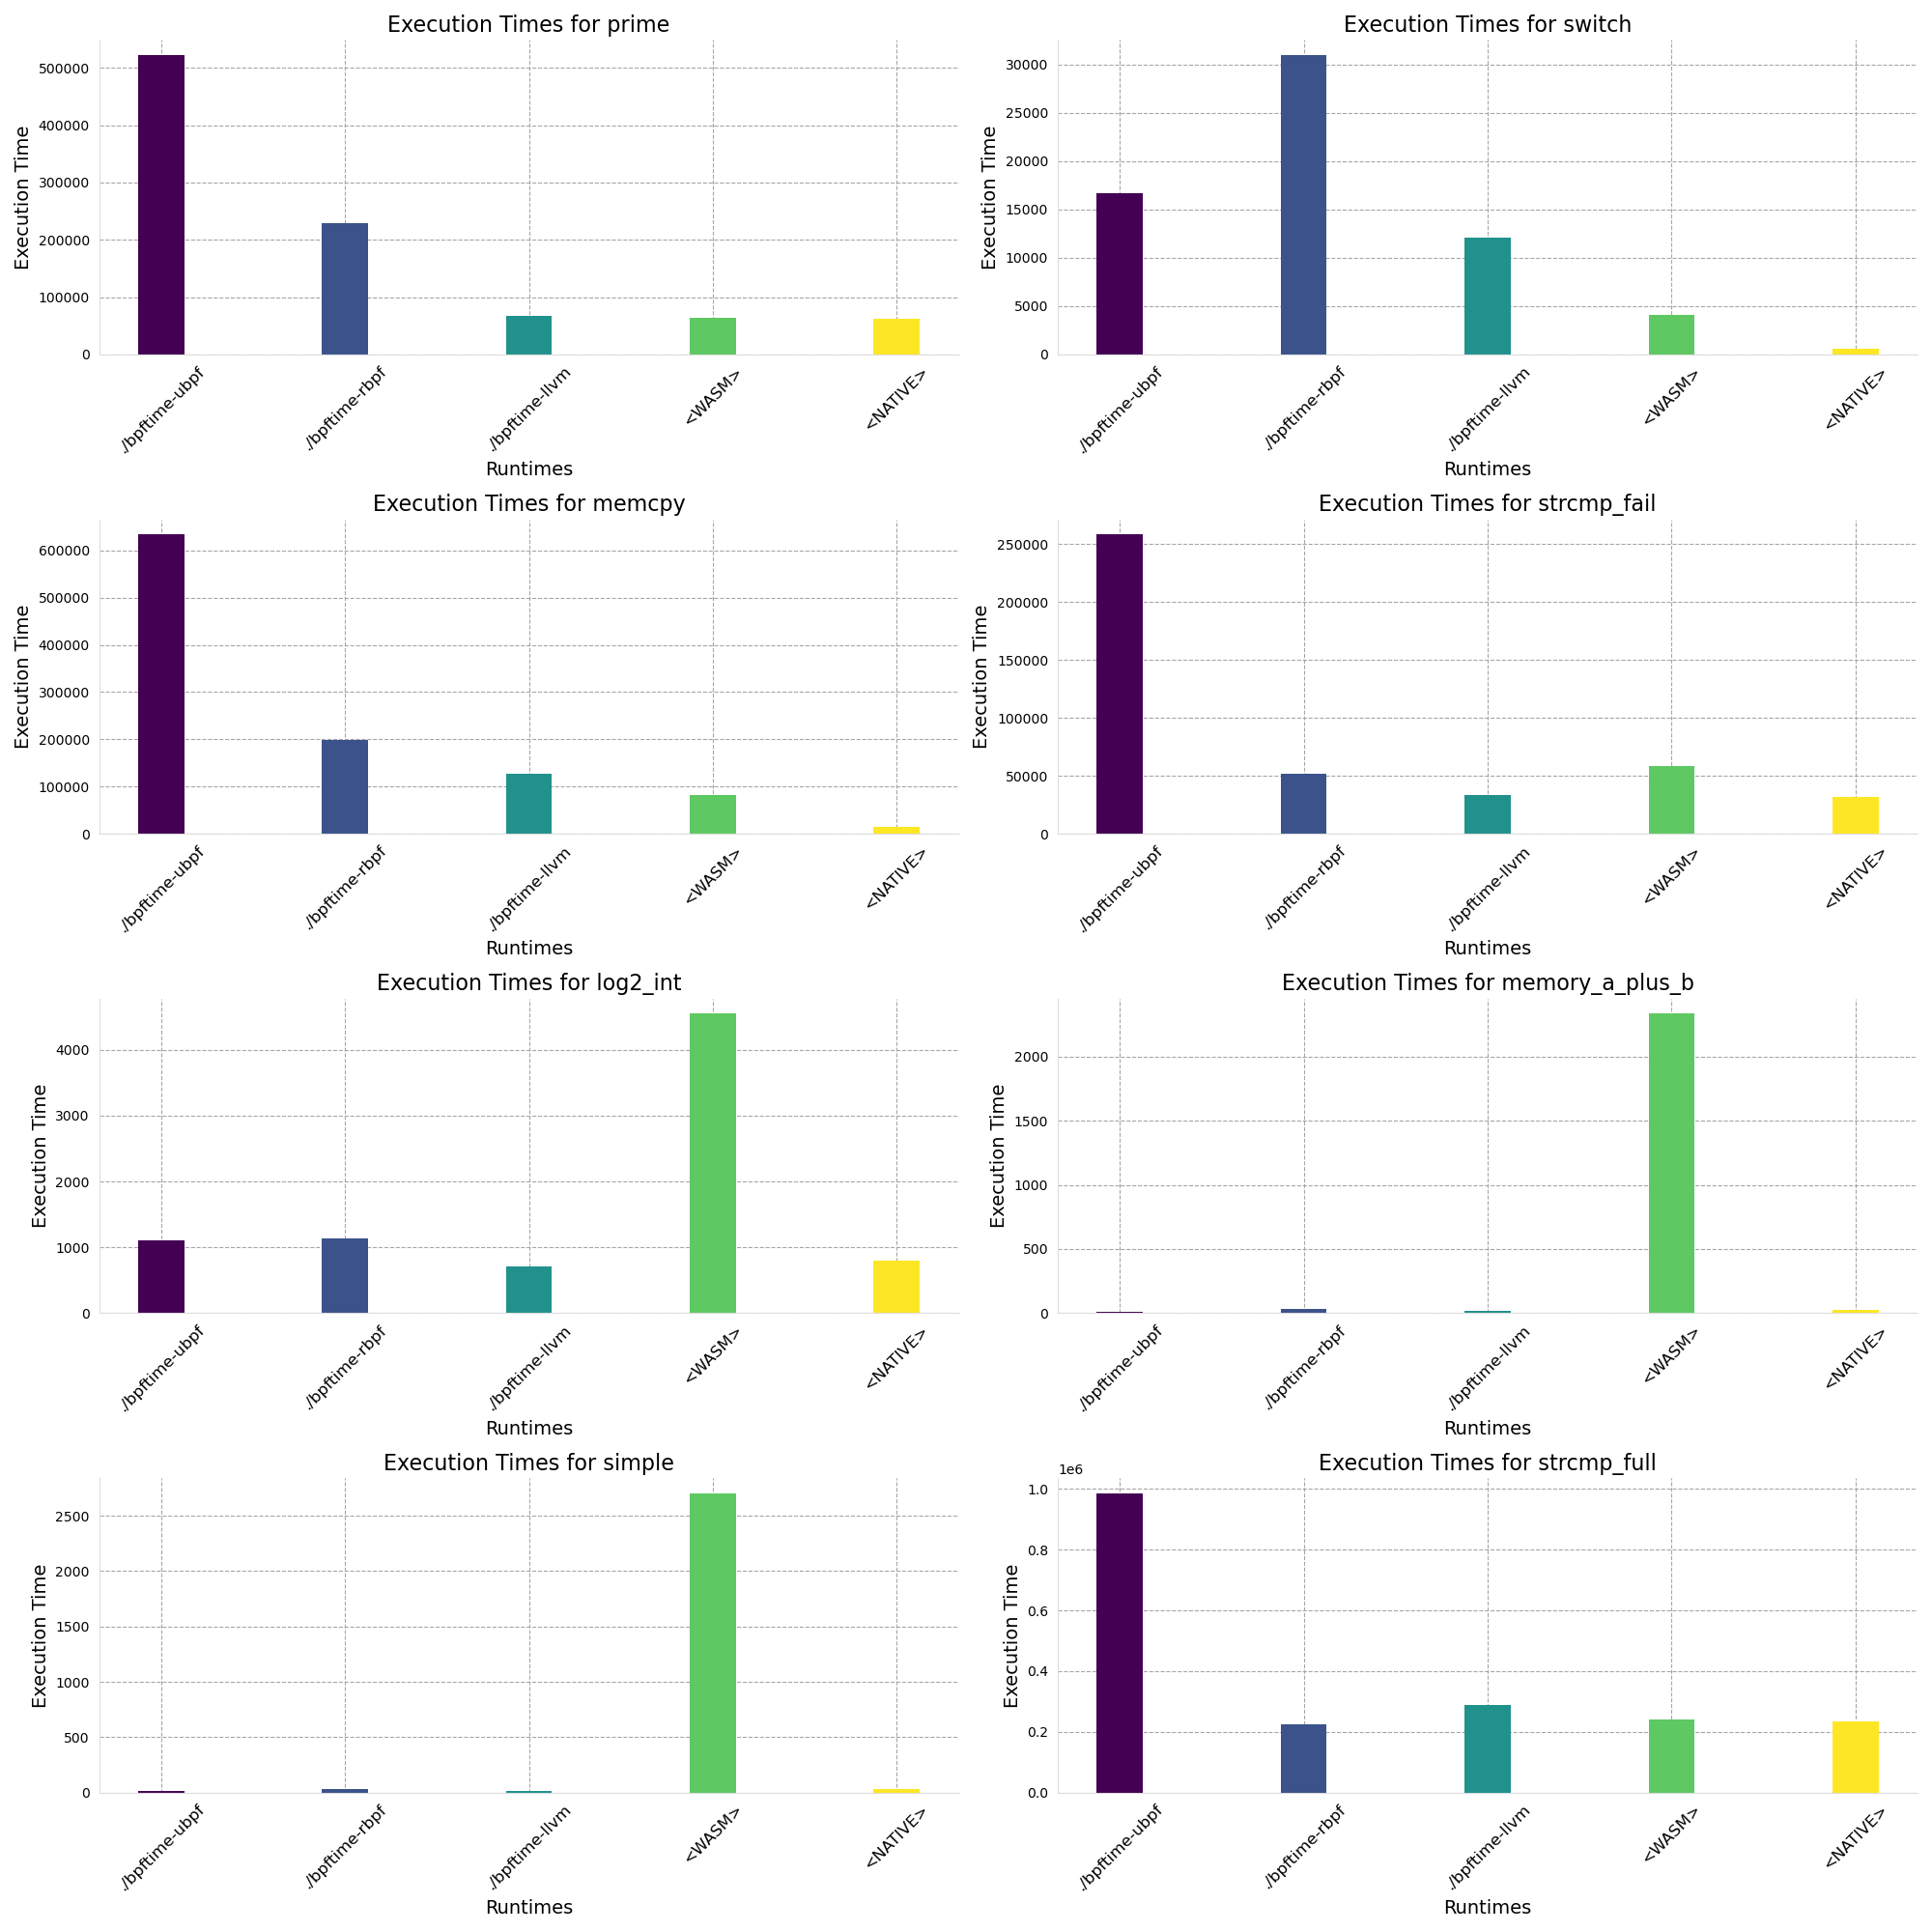 Execution Times for prime
Execution Time
500000
400000
300000
200000
100000
0
./bpftime-ubpf
./bpftime-rbpf
./bpftime-llvm
<WASM>
<NATIVE>
Runtimes
Execution Times for switch
Execution Time
30000
25000
20000
15000
10000
5000
0
./bpftime-ubpf
./bpftime-rbpf
./bpftime-llvm
<WASM>
<NATIVE>
Runtimes
Execution Times for memcpy
Execution Time
600000
500000
400000
300000
200000
100000
0
./bpftime-ubpf
./bpftime-rbpf
./bpftime-llvm
<WASM>
<NATIVE>
Runtimes
Execution Times for strcmp_fail
Execution Time
250000
200000
150000
100000
50000
0
./bpftime-ubpf
./bpftime-rbpf
./bpftime-llvm
<WASM>
<NATIVE>
Runtimes
Execution Times for log2_int
Execution Time
4000
3000
2000
1000
0
./bpftime-ubpf
./bpftime-rbpf
./bpftime-llvm
<WASM>
<NATIVE>
Runtimes
Execution Times for memory_a_plus_b
Execution Time
2000
1500
1000
500
0
./bpftime-ubpf
./bpftime-rbpf
./bpftime-llvm
<WASM>
<NATIVE>
Runtimes
Execution Times for simple
Execution Time
2500
2000
1500
1000
500
0
./bpftime-ubpf
./bpftime-rbpf
./bpftime-llvm
<WASM>
<NATIVE>
Runtimes
Execution Times for strcmp_full
1e6
Execution Time
1.0
0.8
0.6
0.4
0.2
0.0
./bpftime-ubpf
./bpftime-rbpf
./bpftime-llvm
<WASM>
<NATIVE>
Runtimes